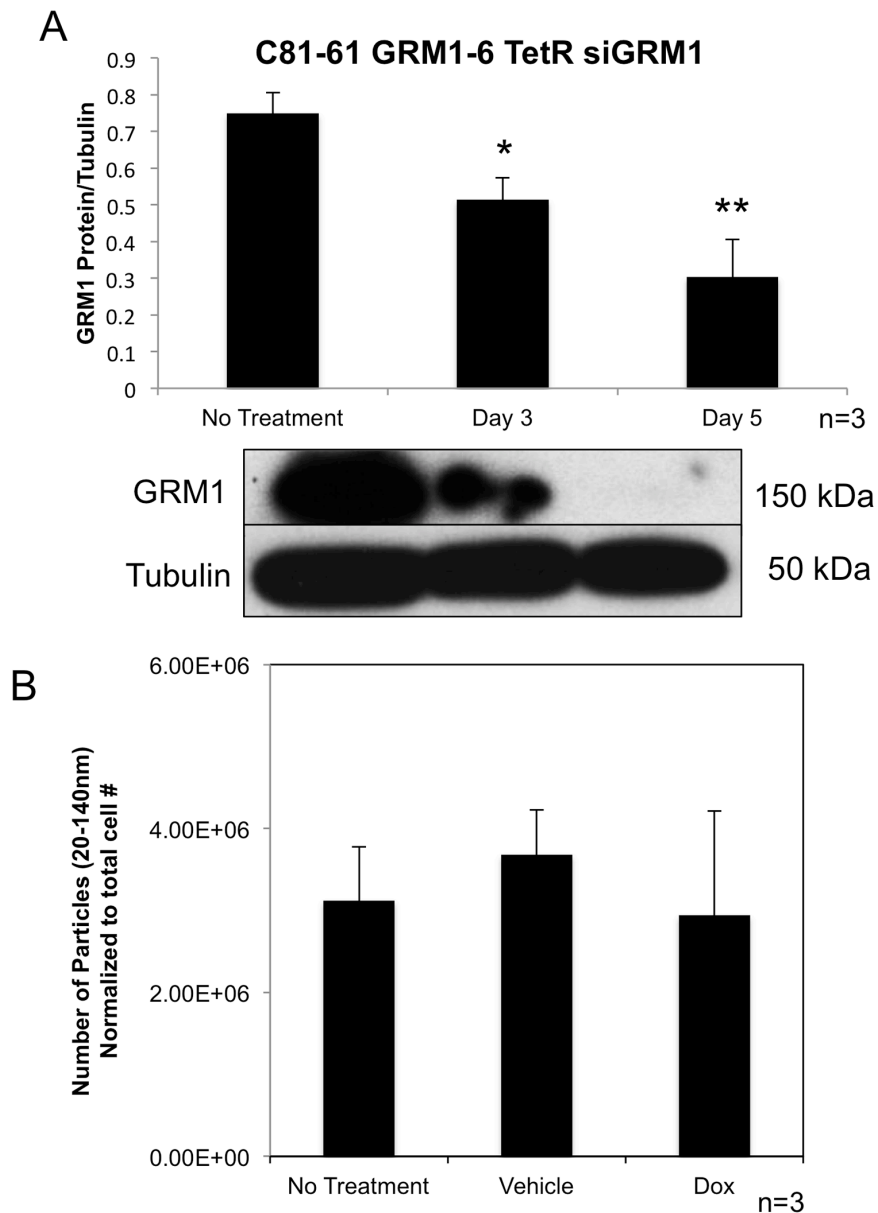 A
C81-61 GRM1-6 TetR siGRM1
GRM1 Protein/Tubulin
0.9
0.8
0.7
0.6
0.5
0.4
0.3
0.2
0.1
0
*
**
No Treatment Day 3 Day 5 n=3
GRM1 150 kDa
Tubulin 50 kDa
B
Number of Particles (20-140nm)
Normalized to total cell #
6.00E+06
4.00E+06
2.00E+06
0.00E+00
No Treatment Vehicle Dox
n=3